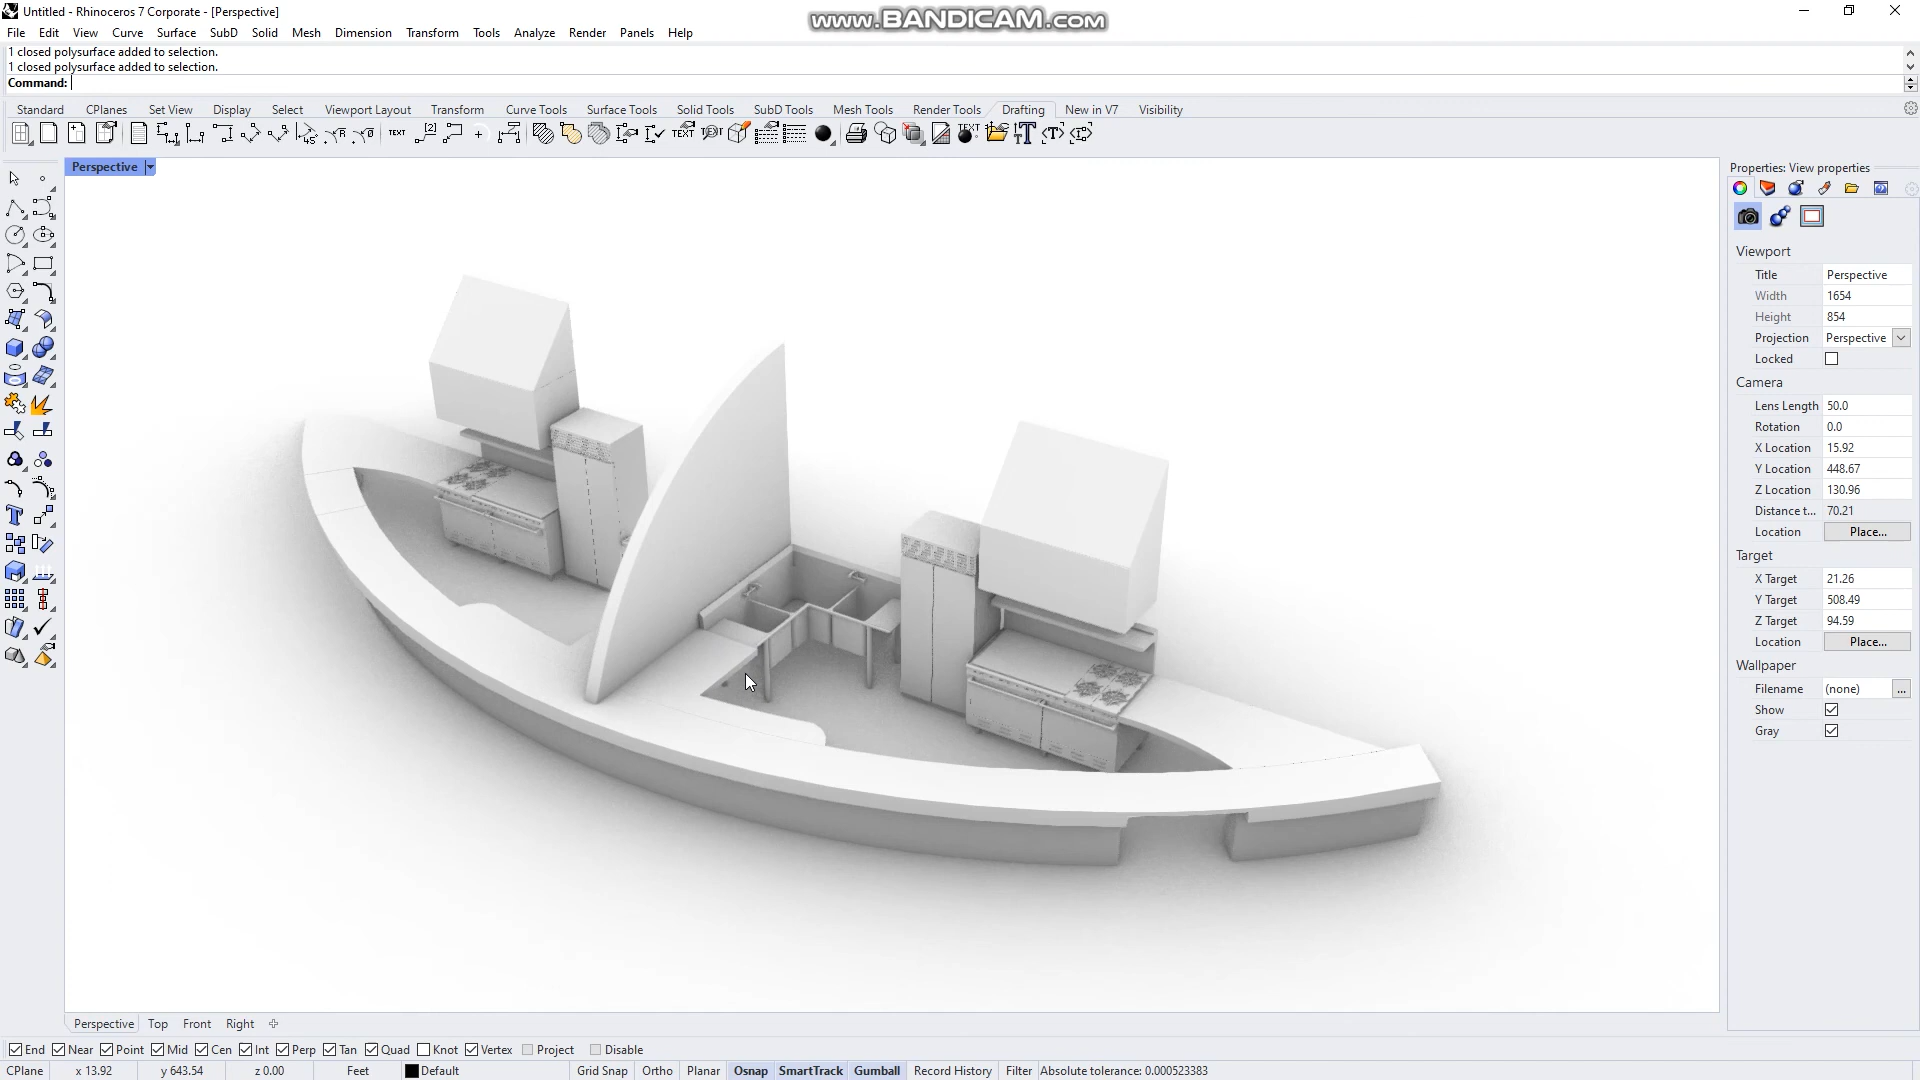 Untitled - Rhinoceros 7 Corporate - [Perspective]
www.BANDICAM.com
File Edit View Curve Surface SubD Solid Mesh Dimension Transform Tools Analyze Render Panels Help
1 closed polysurface added to selection.
1 closed polysurface added to selection.
Command:
Standard CPlanes Set View Display Select Viewport Layout Transform Curve Tools Surface Tools Solid Tools SubD Tools Mesh Tools Render Tools Drafting New in V7 Visibility
Perspective
Properties: View properties
Viewport
Title Perspective
Width 1654
Height 854
Projection Perspective
Locked
Camera
Lens Length 50.0
Rotation 0.0
X Location 15.92
Y Location 448.67
Z Location 130.96
Distance t... 70.21
Location Place...
Target
X Target 21.26
Y Target 508.49
Z Target 94.59
Location Place...
Wallpaper
Filename (none) ...
Show
Gray
Perspective Top Front Right
End Near Point Mid Cen Int Perp Tan Quad Knot Vertex Project Disable
CPlane x 13.92 y 643.54 z 0.00 Feet Default Grid Snap Ortho Planar Osnap SmartTrack Gumball Record History Filter Absolute tolerance: 0.000523383